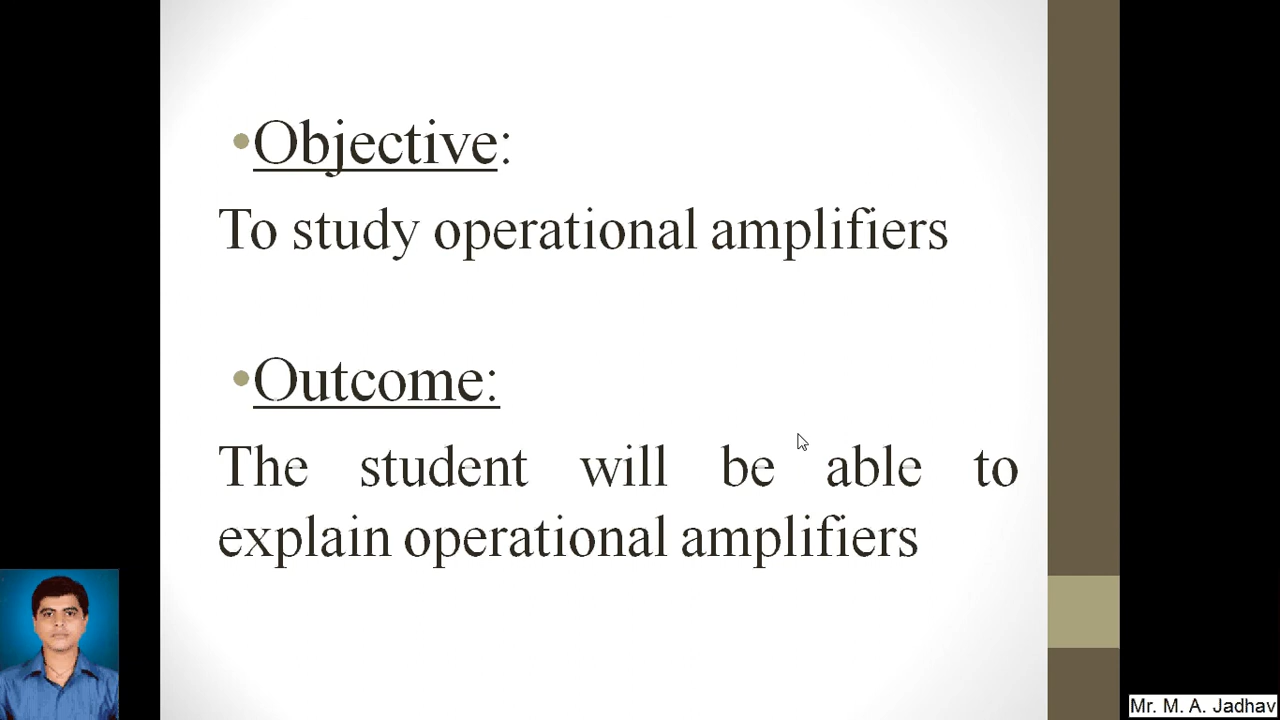 •Objective:
To study operational amplifiers
•Outcome:
The student will be able to
explain operational amplifiers
Mr. M. A. Jadhav